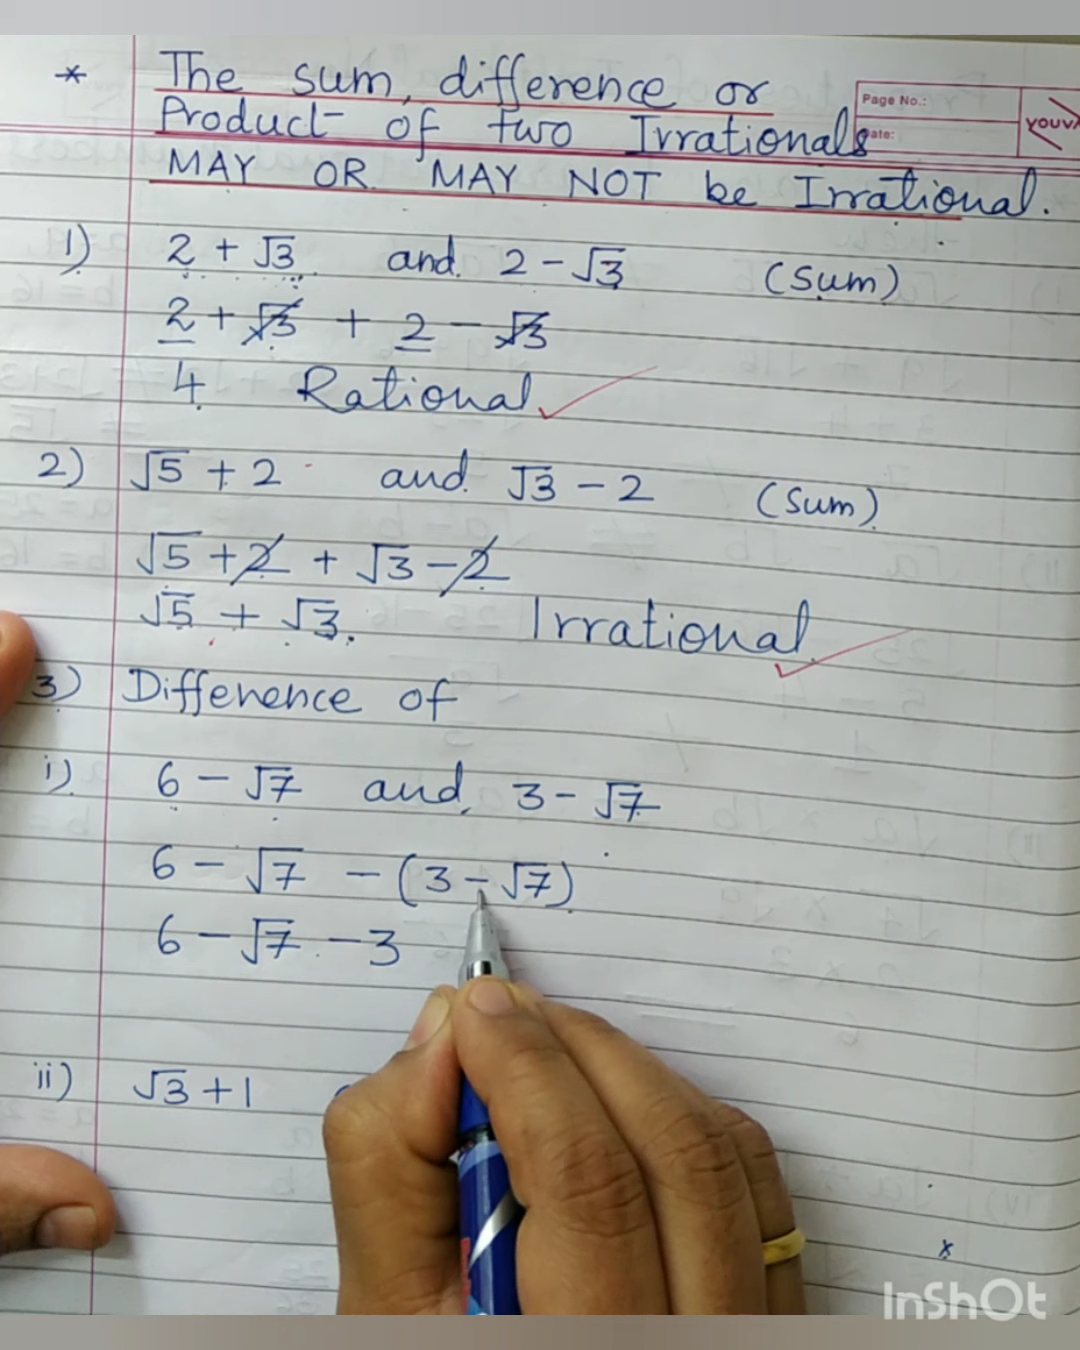 * The sum, difference or
Product of two Irrationals
MAY OR MAY NOT be Irrational.
Page No.:
Date:
YOUVA
1) 2 + √3 and 2 - √3 (Sum)
2 + √3 + 2 - √3
4 Rational ✓
2) √5 + 2 and √3 - 2 (Sum)
√5 + 2 + √3 - 2
√5 + √3. Irrational ✓
3) Difference of
i) 6 - √7 and 3 - √7
6 - √7 - (3 - √7)
6 - √7 - 3
ii) √3 + 1
x
InShOt